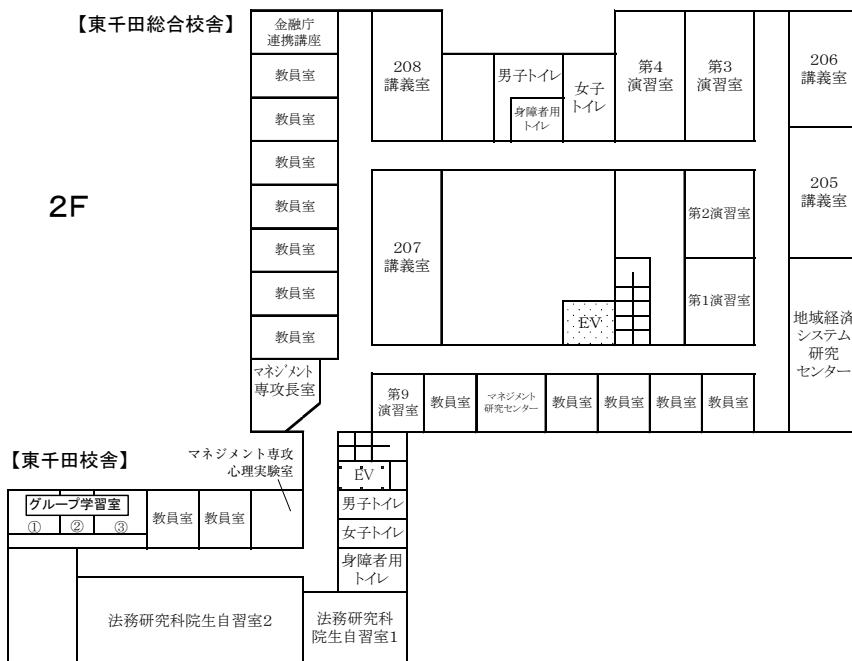 【東千田総合校舎】
金融庁
連携講座
教員室
教員室
教員室
教員室
教員室
教員室
教員室
マネジメント
専攻長室
2F
208
講義室
男子トイレ
身障者用
トイレ
女子
トイレ
第4
演習室
第3
演習室
206
講義室
205
講義室
207
講義室
第2演習室
第1演習室
EV
地域経済
システム
研究
センター
第9
演習室
教員室
マネジメント
研究センター
教員室
教員室
教員室
教員室
【東千田校舎】
マネジメント専攻
心理実験室
EV
グループ学習室
① ② ③
教員室
教員室
男子トイレ
女子トイレ
身障者用
トイレ
法務研究科院生自習室2
法務研究科
院生自習室1